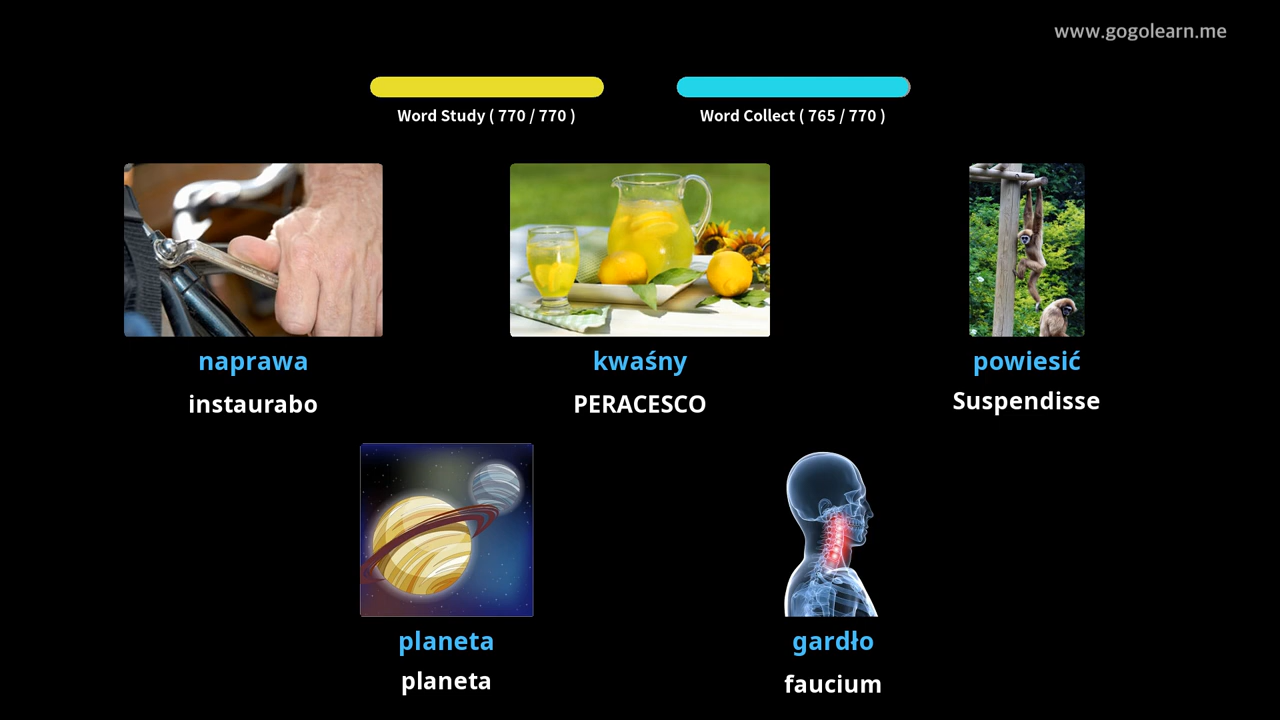 www.gogolearn.me
Word Study ( 770 / 770 )
Word Collect ( 765 / 770 )
naprawa
kwaśny
powiesić
instaurabo
PERACESCO
Suspendisse
planeta
gardło
planeta
faucium